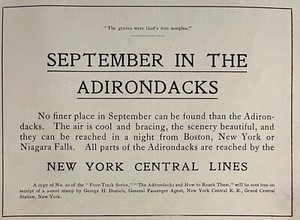 "The groves were God's first temples."
SEPTEMBER IN THE
ADIRONDACKS
No finer place in September can be found than the Adiron-
dacks. The air is cool and bracing, the scenery beautiful, and
they can be reached in a night from Boston, New York or
Niagara Falls. All parts of the Adirondacks are reached by the
NEW YORK CENTRAL LINES
A copy of No. 20 of the "Four-Track Series," "The Adirondacks and How to Reach Them," will be sent free on
receipt of a 2-cent stamp by George H. Daniels, General Passenger Agent, New York Central R. R., Grand Central
Station, New York.